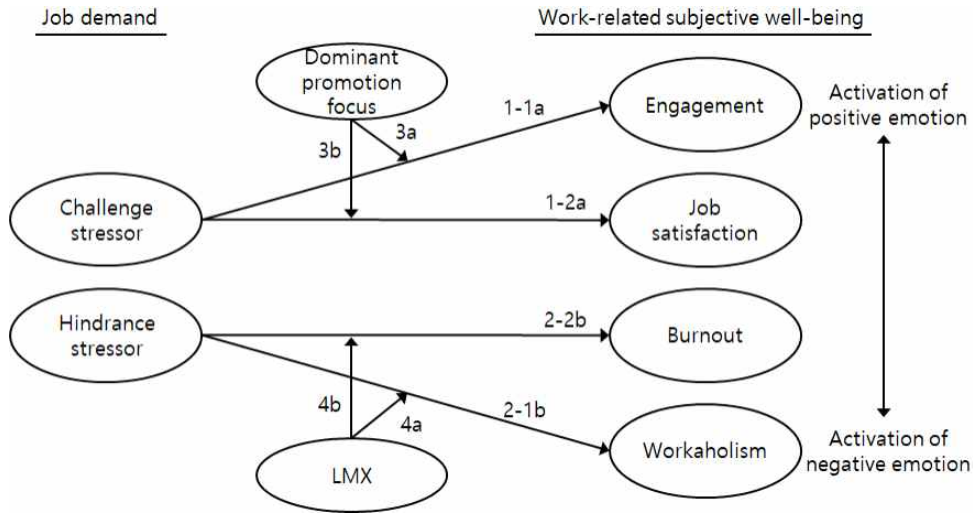 Job demand
Work-related subjective well-being
Dominant
promotion
focus
1-1a
Engagement
Activation of
positive emotion
3a
3b
Challenge
stressor
1-2a
Job
satisfaction
Hindrance
stressor
2-2b
Burnout
4b
4a
2-1b
LMX
Workaholism
Activation of
negative emotion